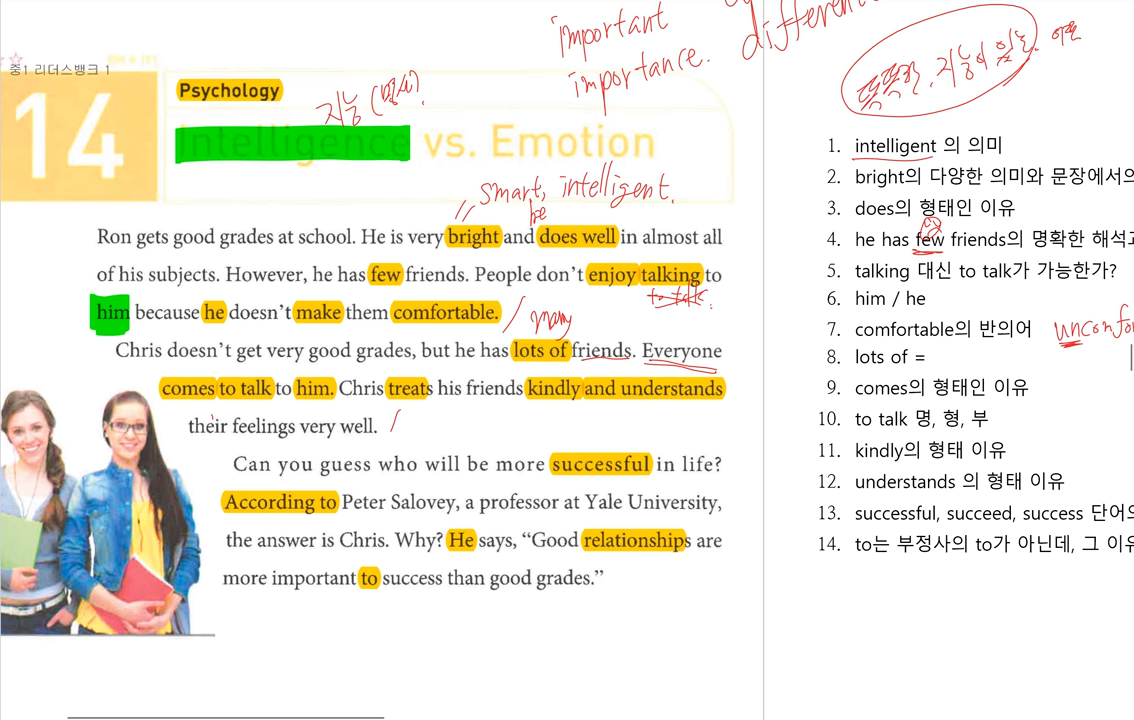 important
importance.
different
똑똑한, 지능이 있는
중1 리더스뱅크 1
14
Psychology
지능 (명사)
Intelligence vs. Emotion
smart, intelligent.
be
Ron gets good grades at school. He is very bright and does well in almost all
of his subjects. However, he has few friends. People don't enjoy talking to
to talk
him because he doesn't make them comfortable.
many
Chris doesn't get very good grades, but he has lots of friends. Everyone
comes to talk to him. Chris treats his friends kindly and understands
their feelings very well.
Can you guess who will be more successful in life?
According to Peter Salovey, a professor at Yale University,
the answer is Chris. Why? He says, “Good relationships are
more important to success than good grades.”
1. intelligent 의 의미
2. bright의 다양한 의미와 문장에서의
3. does의 형태인 이유
4. he has few friends의 명확한 해석과
5. talking 대신 to talk가 가능한가?
6. him / he
7. comfortable의 반의어 uncomfor
8. lots of =
9. comes의 형태인 이유
10. to talk 명, 형, 부
11. kindly의 형태 이유
12. understands 의 형태 이유
13. successful, succeed, success 단어의
14. to는 부정사의 to가 아닌데, 그 이유